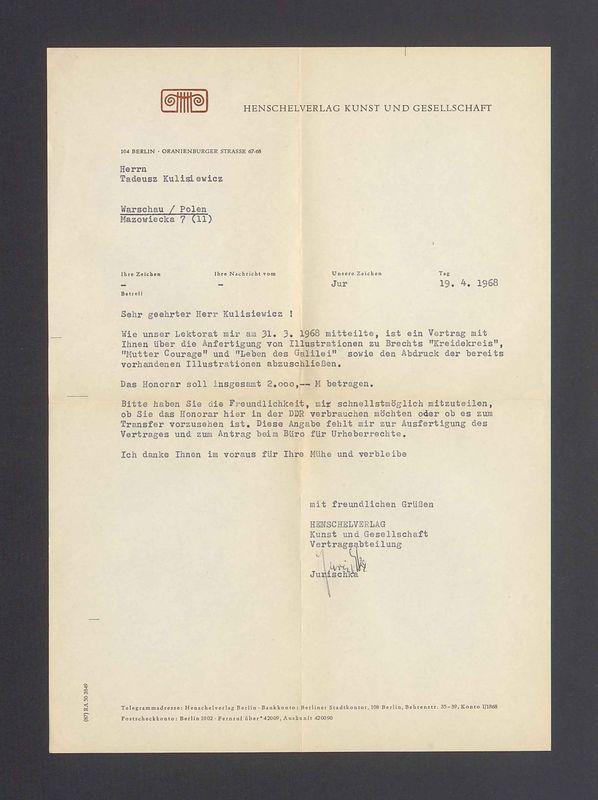 HENSCHELVERLAG KUNST UND GESELLSCHAFT
104 BERLIN · ORANIENBURGER STRASSE 67-68
Herrn
Tadeusz Kulisiewicz
Warschau / Polen
Mazowiecka 7 (11)
Ihre Zeichen Ihre Nachricht vom Unsere Zeichen Tag
– – Jur 19. 4. 1968
Betreff
Sehr geehrter Herr Kulisiewicz !
Wie unser Lektorat mir am 31. 3. 1968 mitteilte, ist ein Vertrag mit
Ihnen über die Anfertigung von Illustrationen zu Brechts "Kreidekreis",
"Mutter Courage" und "Leben des Galilei" sowie den Abdruck der bereits
vorhandenen Illustrationen abzuschließen.
Das Honorar soll insgesamt 2.ooo,-- M betragen.
Bitte haben Sie die Freundlichkeit, mir schnellstmöglich mitzuteilen,
ob Sie das Honorar hier in der DDR verbrauchen möchten oder ob es zum
Transfer vorzusehen ist. Diese Angabe fehlt mir zur Ausfertigung des
Vertrages und zum Antrag beim Büro für Urheberrechte.
Ich danke Ihnen im voraus für Ihre Mühe und verbleibe
mit freundlichen Grüßen
HENSCHELVERLAG
Kunst und Gesellschaft
Vertragsabteilung
Jurischka
Telegrammadresse: Henschelverlag Berlin · Bankkonto: Berliner Stadtkontor, 108 Berlin, Behrenstr. 35-39, Konto 1/1868
Postscheckkonto: Berlin 1002 · Fernruf über* 42009, Auskunft 420090